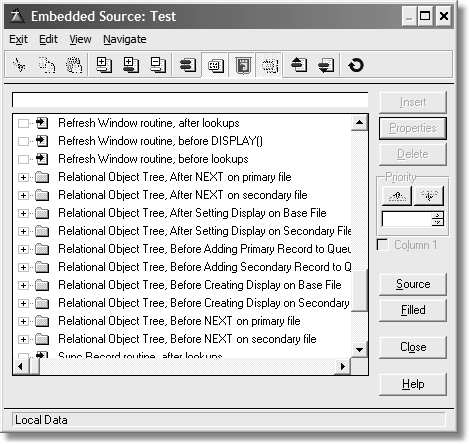 Embedded Source: Test
Exit Edit View Navigate
Insert
Properties
Delete
Priority
Column 1
Source
Filled
Close
Help
Refresh Window routine, after lookups
Refresh Window routine, before DISPLAY()
Refresh Window routine, before lookups
Relational Object Tree, After NEXT on primary file
Relational Object Tree, After NEXT on secondary file
Relational Object Tree, After Setting Display on Base File
Relational Object Tree, After Setting Display on Secondary File
Relational Object Tree, Before Adding Primary Record to Queu
Relational Object Tree, Before Adding Secondary Record to Q
Relational Object Tree, Before Creating Display on Base File
Relational Object Tree, Before Creating Display on Secondary
Relational Object Tree, Before NEXT on primary file
Relational Object Tree, Before NEXT on secondary file
Sync Record routine, after lookups
Local Data